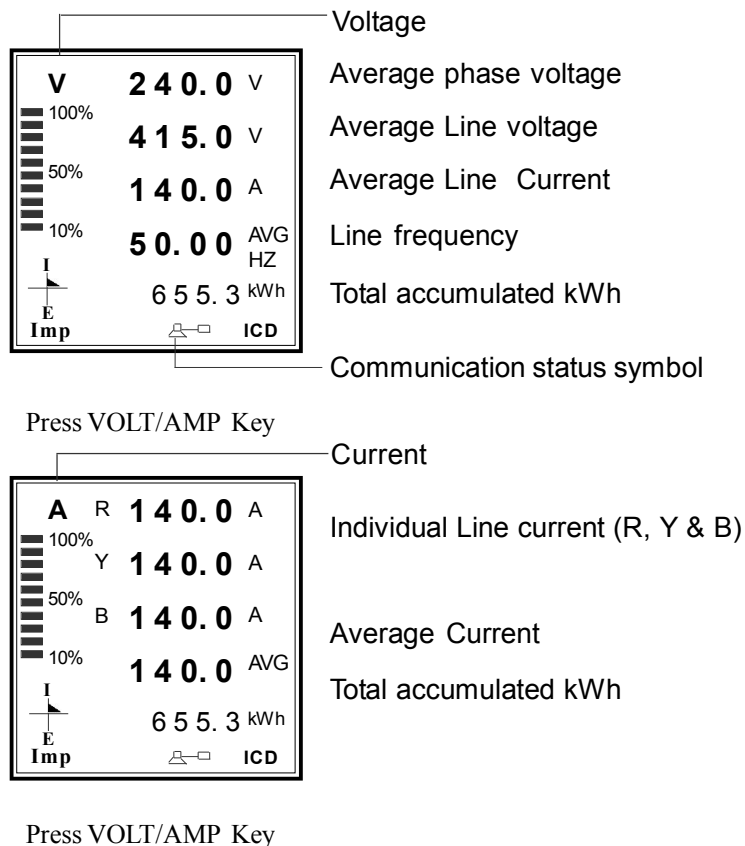 Voltage
V 240.0 V Average phase voltage
100%
415.0 V Average Line voltage
50%
140.0 A Average Line Current
10%
50.00 AVG HZ Line frequency
I
655.3 kWh Total accumulated kWh
E
Imp ICD
Communication status symbol
Press VOLT/AMP Key
Current
A R 140.0 A
Individual Line current (R, Y & B)
100%
Y 140.0 A
50%
B 140.0 A
Average Current
10%
140.0 AVG
Total accumulated kWh
I
655.3 kWh
E
Imp ICD
Press VOLT/AMP Key